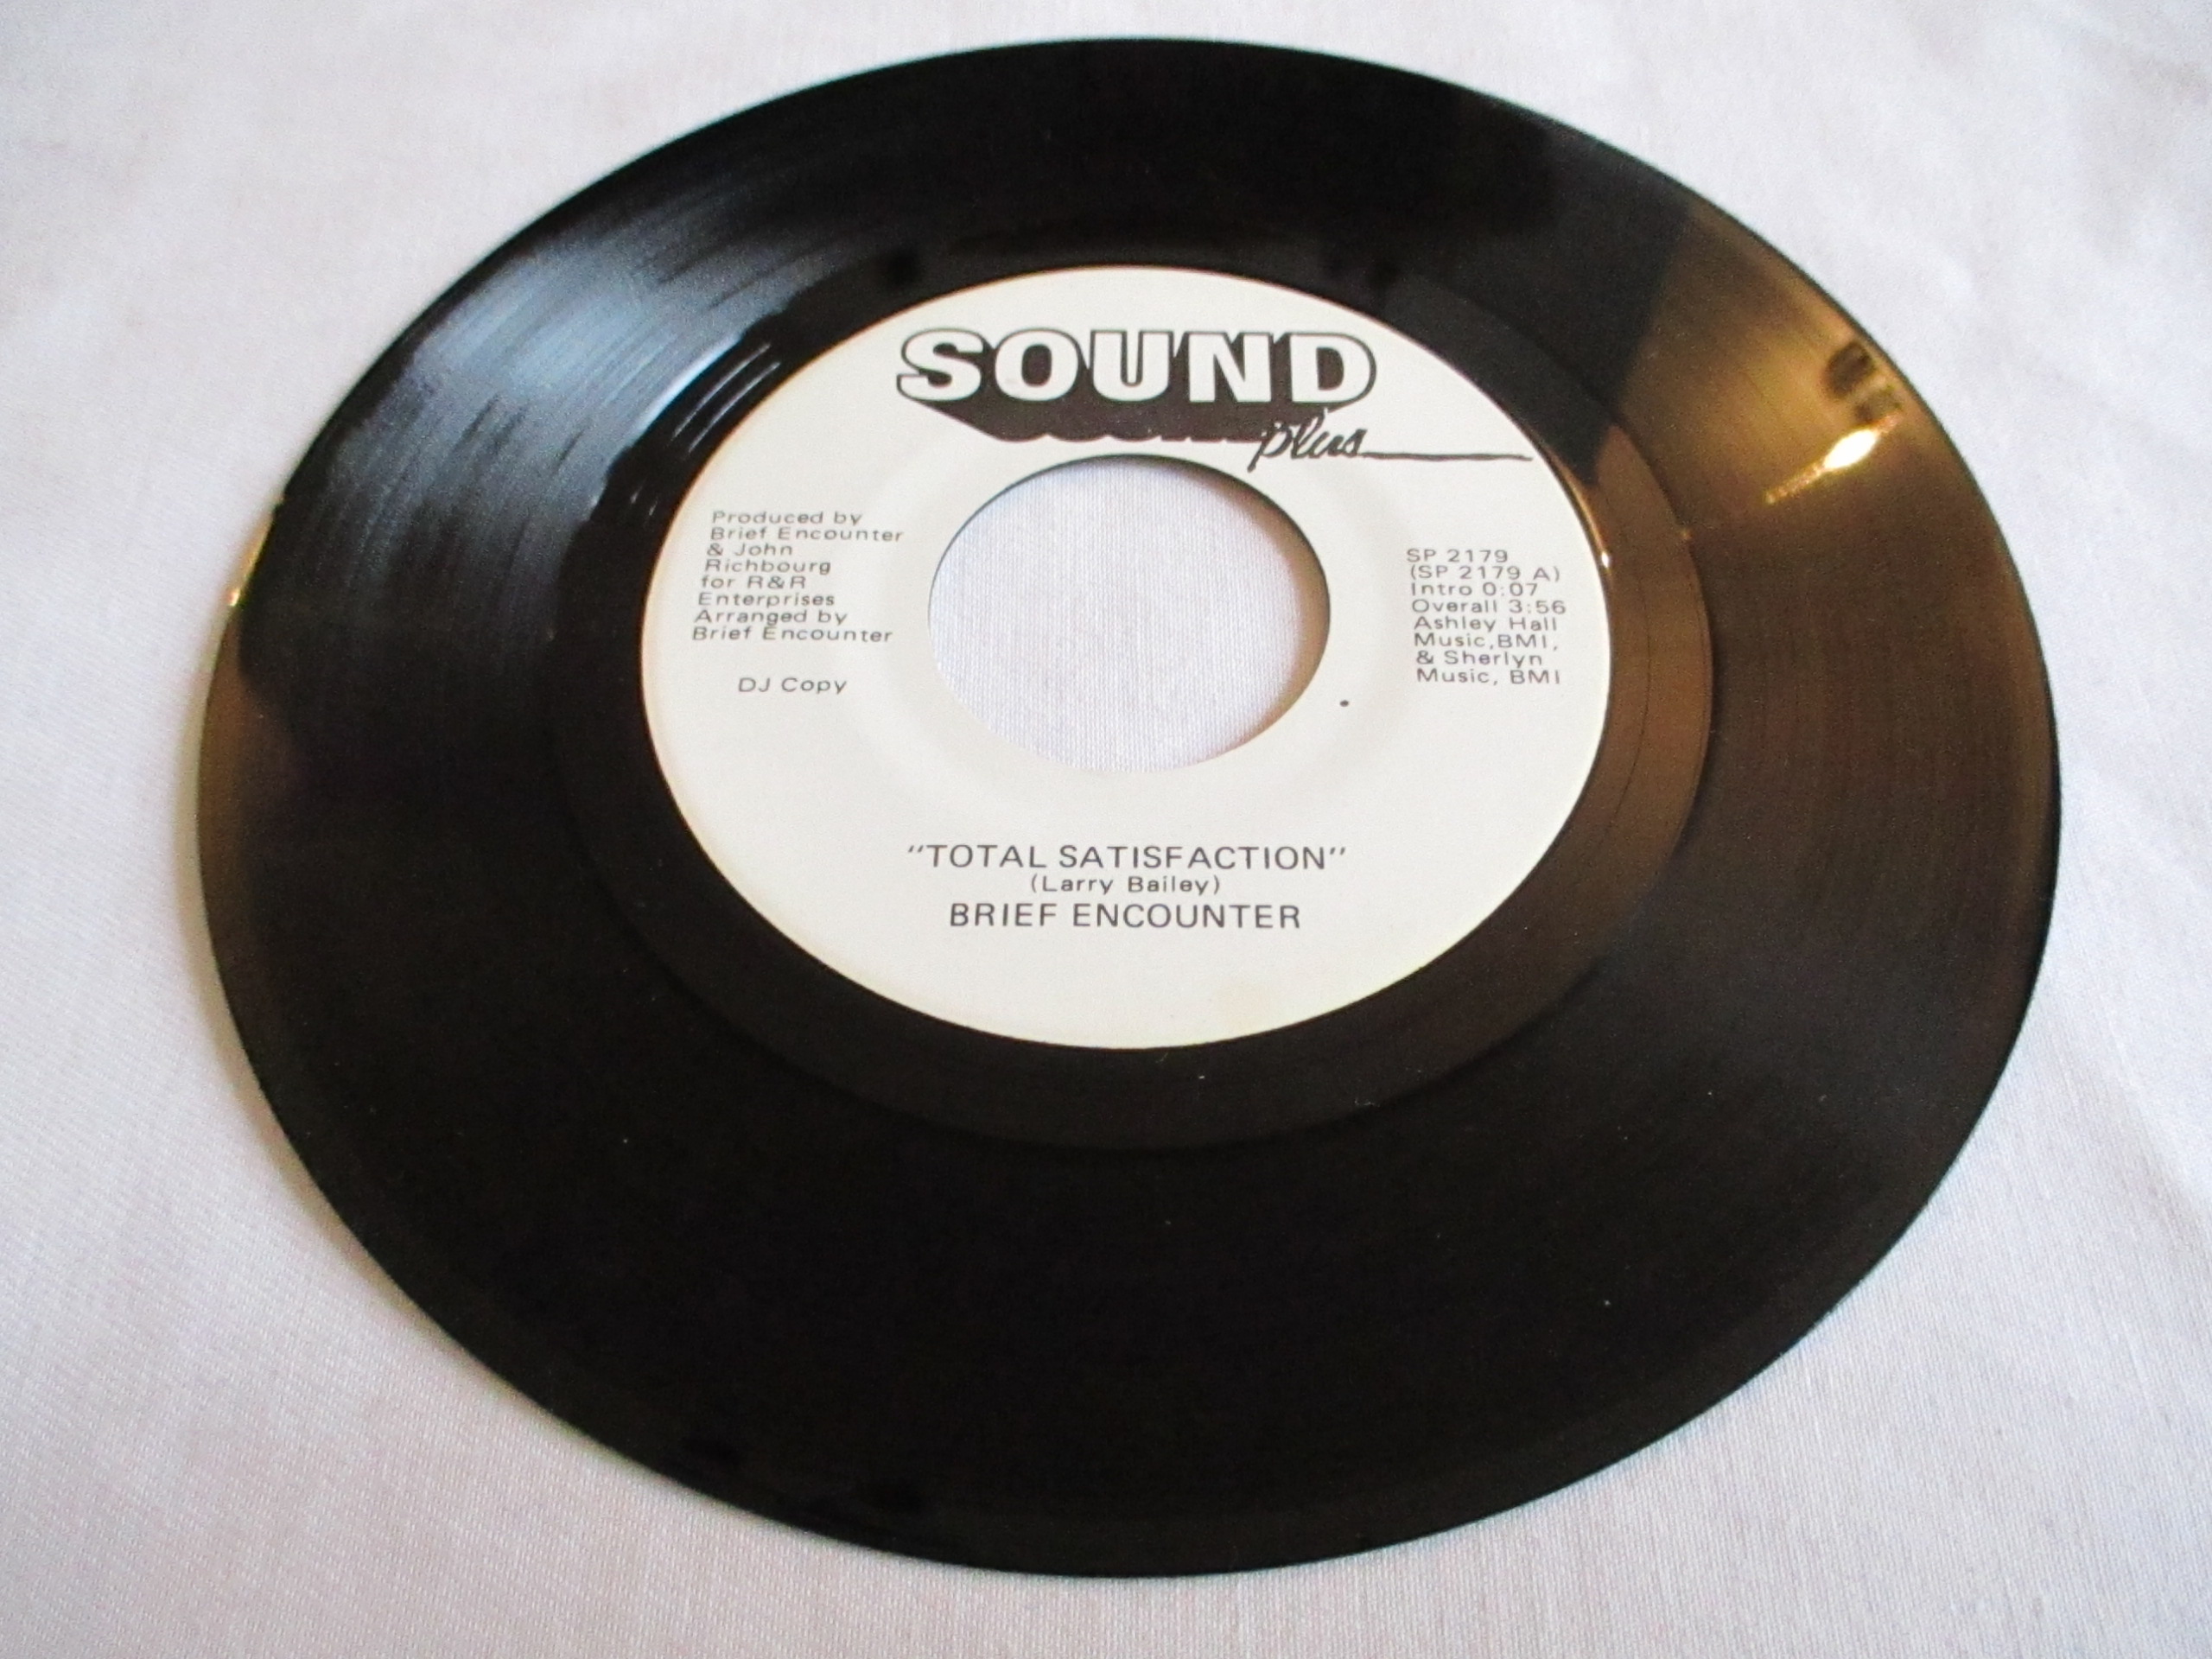 SOUND
plus
Produced by
Brief Encounter
& John
Richbourg
for R&R
Enterprises
Arranged by
Brief Encounter
DJ Copy
SP 2179
(SP 2179 A)
Intro 0:07
Overall 3:56
Ashley Hall
Music,BMI,
& Sherlyn
Music, BMI
"TOTAL SATISFACTION"
(Larry Bailey)
BRIEF ENCOUNTER